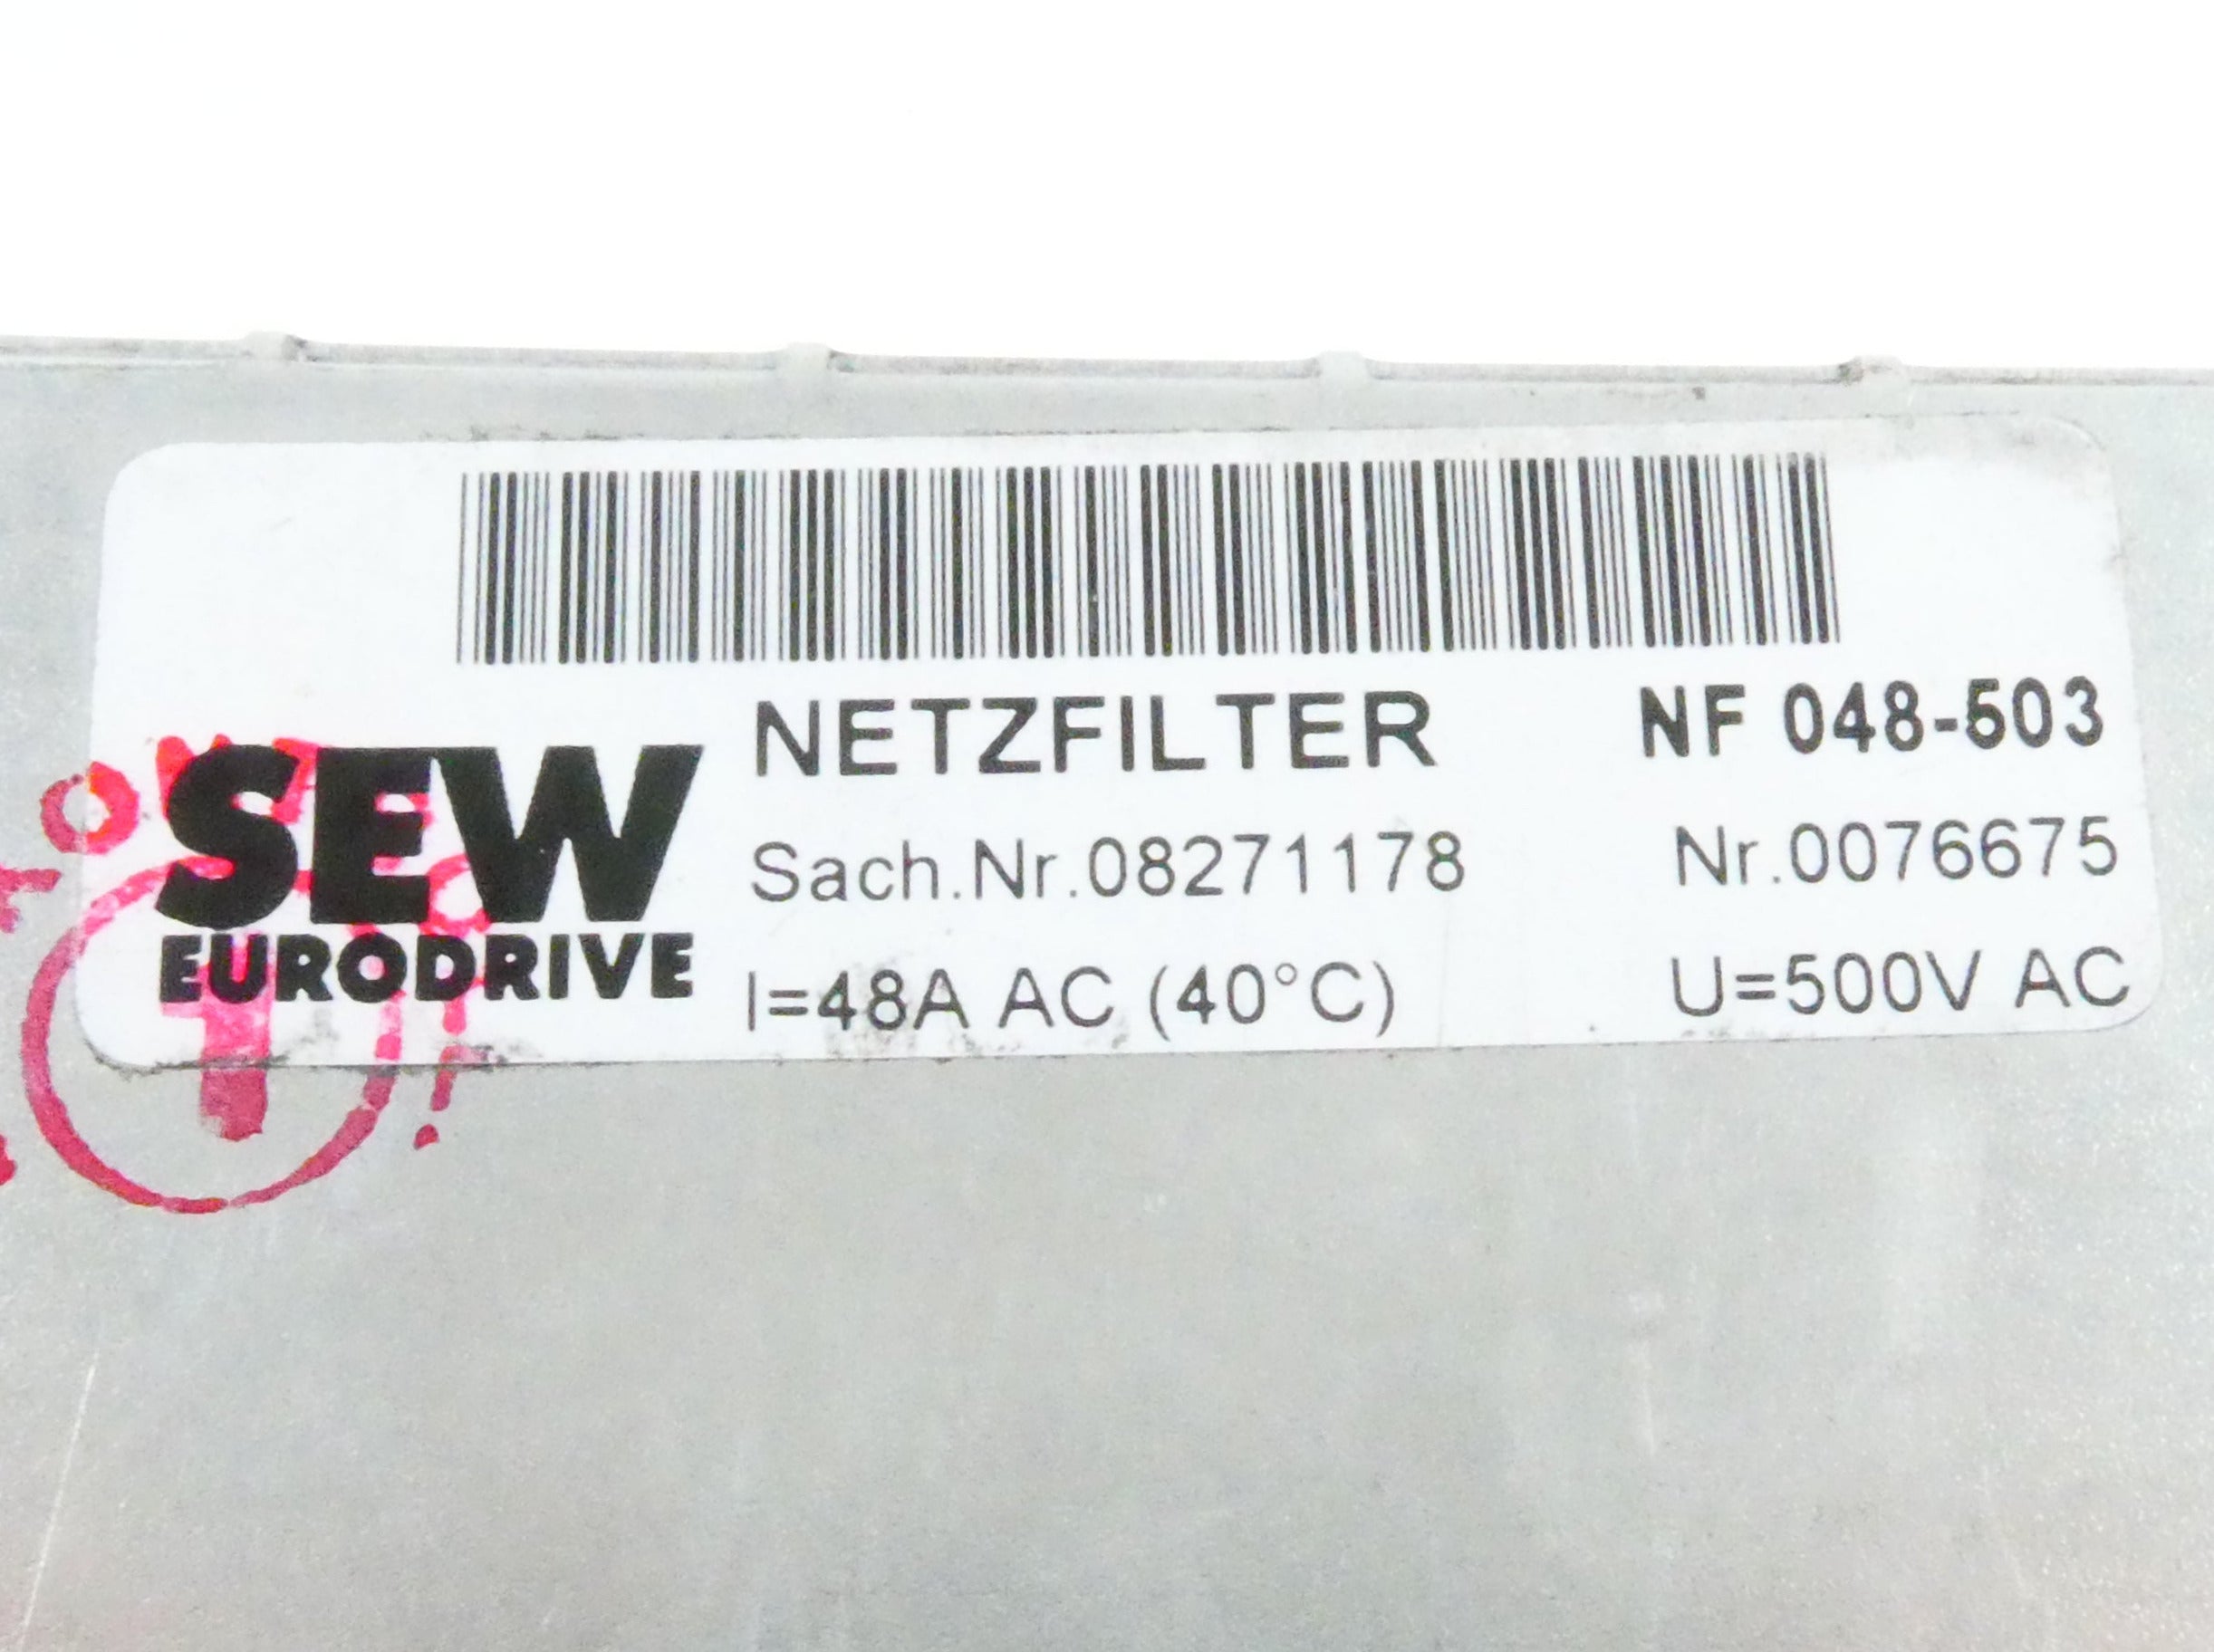 NETZFILTER NF 048-503
SEW
Sach.Nr.08271178 Nr.0076675
EURODRIVE
I=48A AC (40°C) U=500V AC